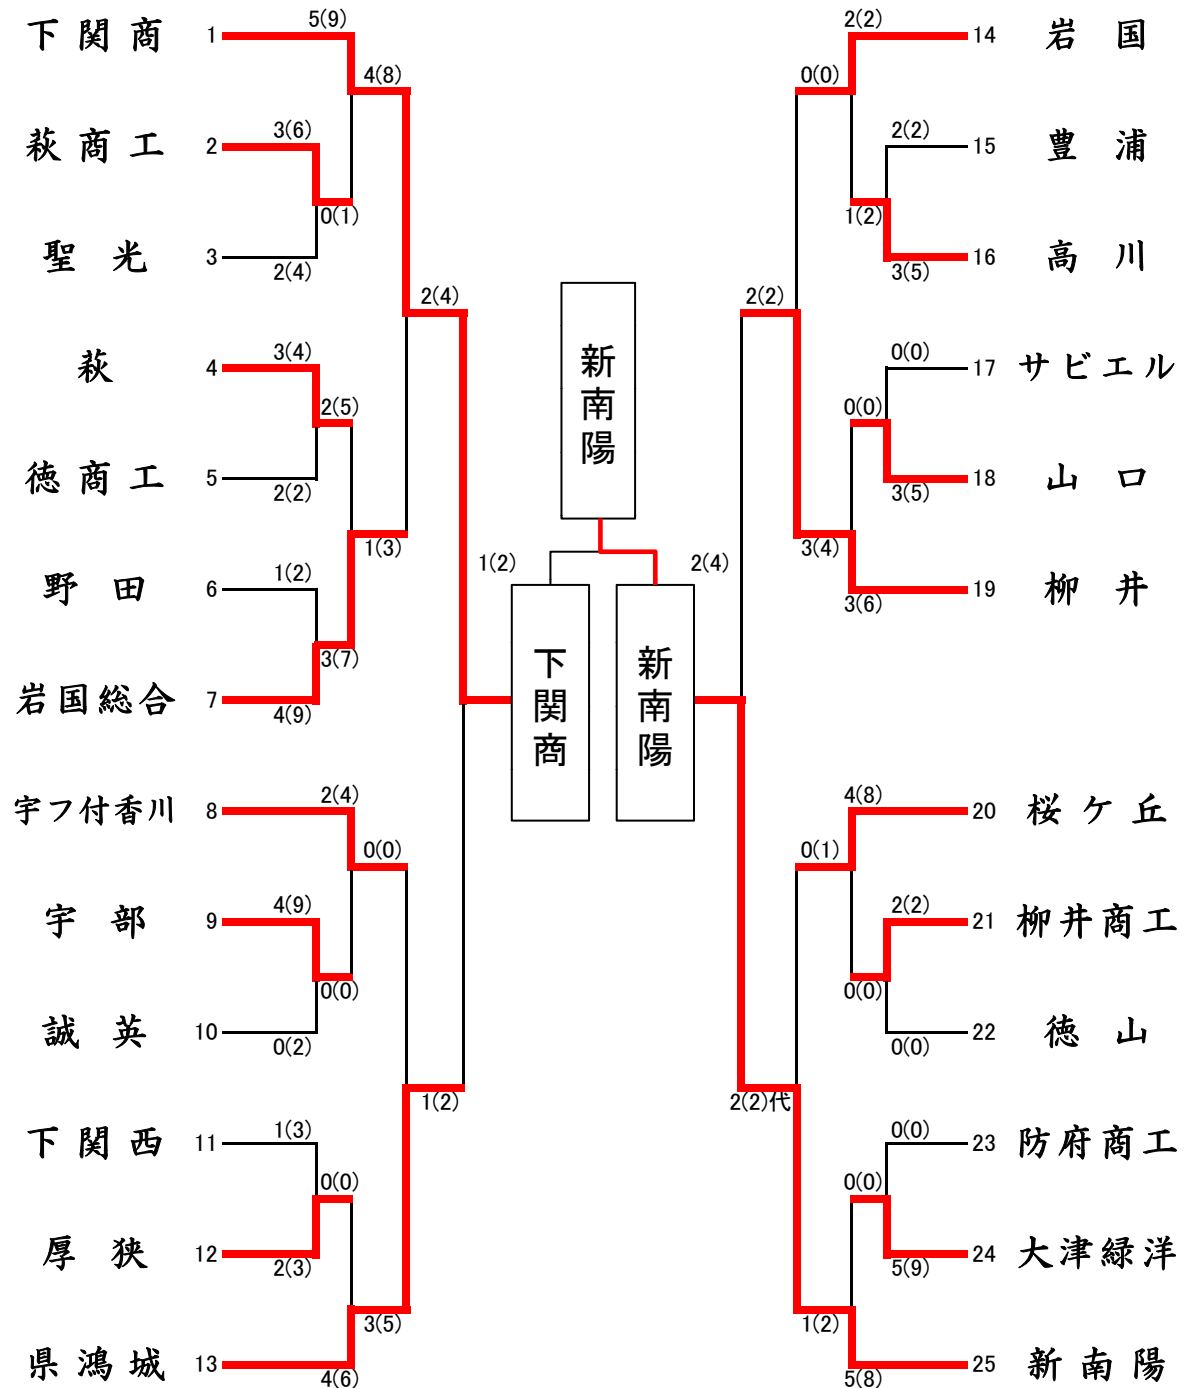 下関商 1 5(9)
4(8)
萩商工 2 3(6)
0(1)
聖光 3 2(4)
2(4)
萩 4 3(4)
2(5)
徳商工 5 2(2)
1(3)
野田 6 1(2)
3(7)
岩国総合 7 4(9)
宇フ付香川 8 2(4)
0(0)
宇部 9 4(9)
0(0)
誠英 10 0(2)
1(2)
下関西 11 1(3)
0(0)
厚狭 12 2(3)
3(5)
県鴻城 13 4(6)
新南陽
1(2)
2(4)
下関商
新南陽
2(2) 14 岩国
0(0)
2(2) 15 豊浦
1(2)
3(5) 16 高川
2(2)
0(0) 17 サビエル
0(0)
3(5) 18 山口
3(4)
3(6) 19 柳井
4(8) 20 桜ケ丘
0(1)
2(2) 21 柳井商工
0(0)
0(0) 22 徳山
2(2)代
0(0) 23 防府商工
0(0)
5(9) 24 大津緑洋
1(2)
5(8) 25 新南陽